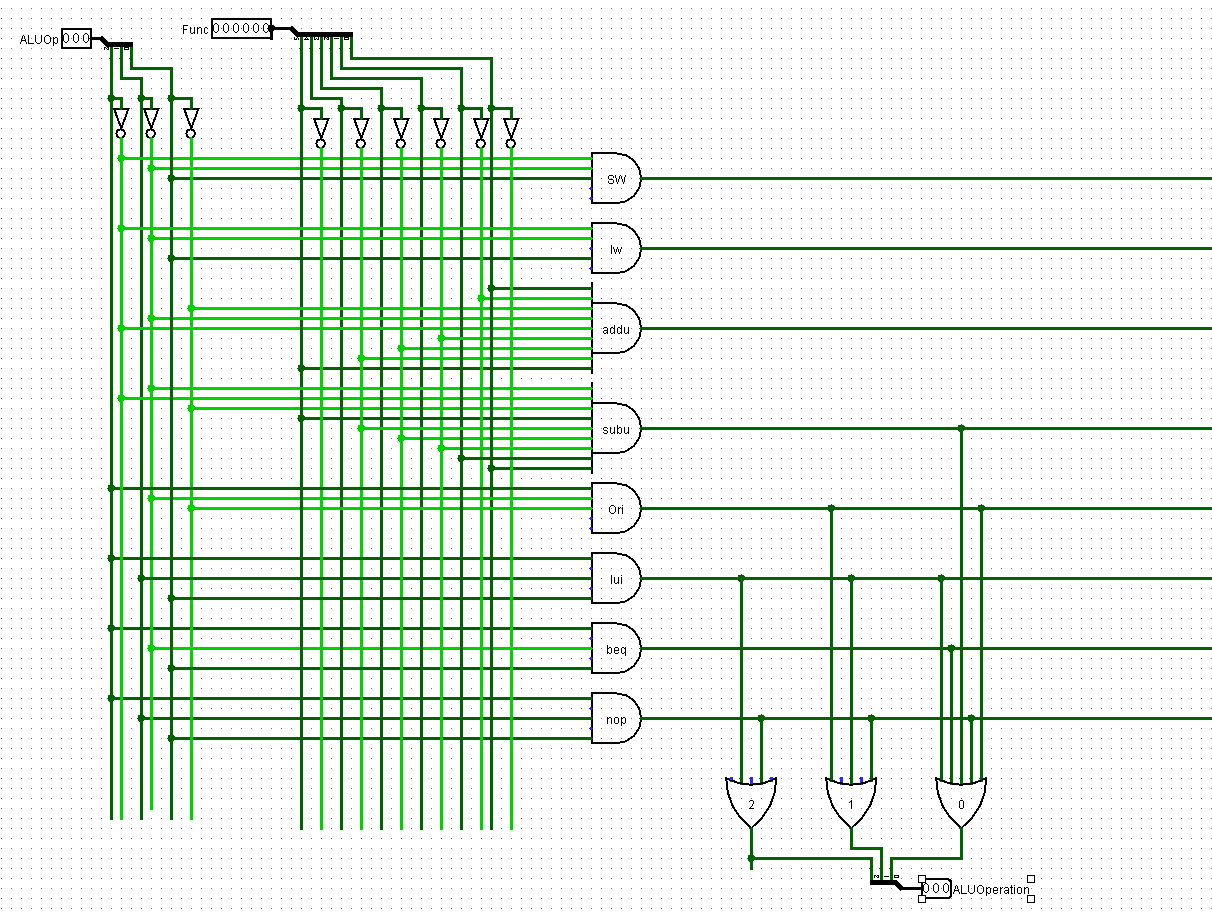 Func 000000
ALUOp 000
SW
lw
addu
subu
Ori
lui
beq
nop
2 1 0
000 ALUOperation